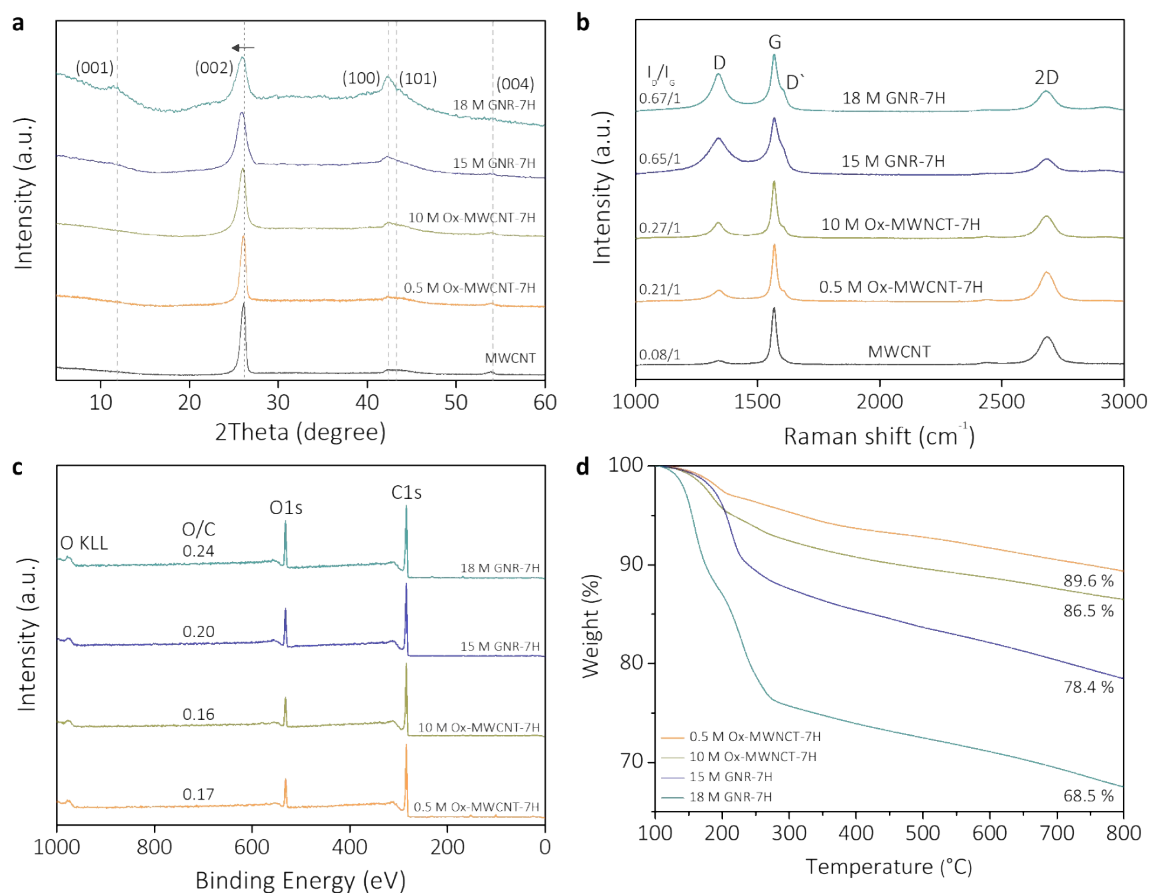 a
(001)
(002)
(100)
(101)
(004)
18 M GNR-7H
15 M GNR-7H
10 M Ox-MWCNT-7H
0.5 M Ox-MWCNT-7H
MWCNT
Intensity (a.u.)
10 20 30 40 50 60
2Theta (degree)
b
I_D/I_G
D
G
D`
2D
0.67/1
18 M GNR-7H
0.65/1
15 M GNR-7H
0.27/1
10 M Ox-MWNCT-7H
0.21/1
0.5 M Ox-MWCNT-7H
0.08/1
MWCNT
Intensity (a.u.)
1000 1500 2000 2500 3000
Raman shift (cm⁻¹)
c
O KLL
O/C
O1s
C1s
0.24
18 M GNR-7H
0.20
15 M GNR-7H
0.16
10 M Ox-MWCNT-7H
0.17
0.5 M Ox-MWCNT-7H
Intensity (a.u.)
1000 800 600 400 200 0
Binding Energy (eV)
d
100
90
80
70
Weight (%)
89.6 %
86.5 %
78.4 %
68.5 %
0.5 M Ox-MWNCT-7H
10 M Ox-MWNCT-7H
15 M GNR-7H
18 M GNR-7H
100 200 300 400 500 600 700 800
Temperature (°C)